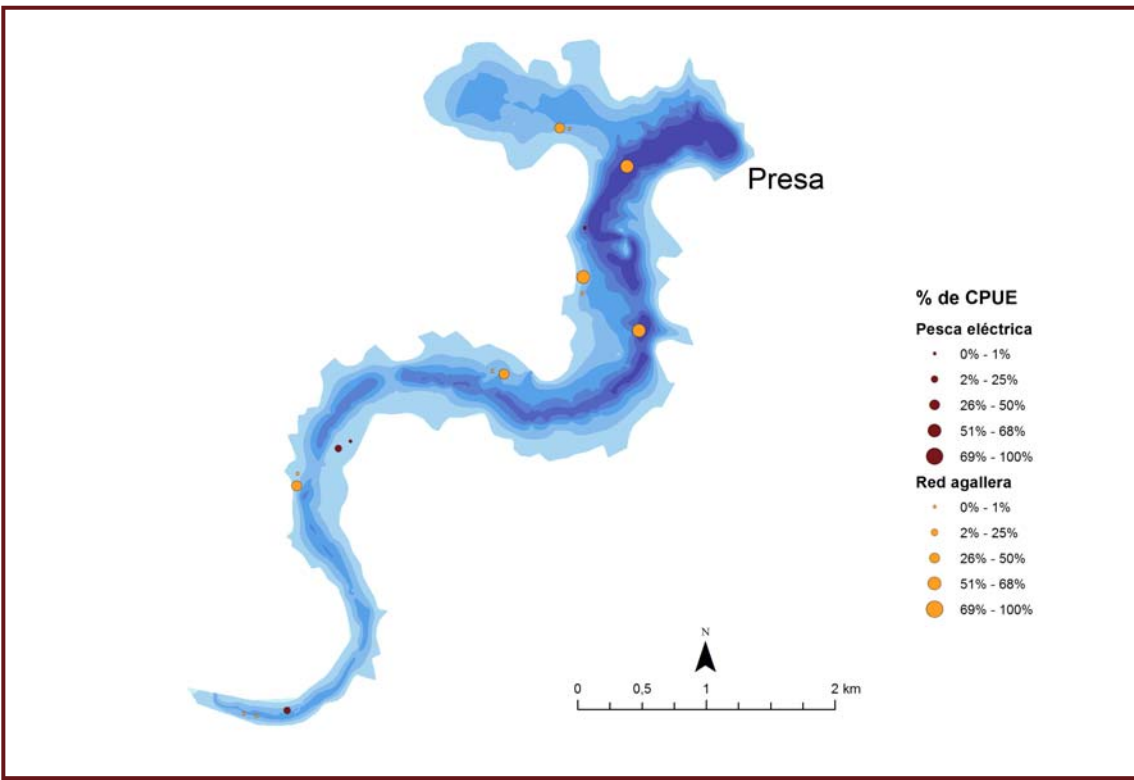 Presa
% de CPUE
Pesca eléctrica
0% - 1%
2% - 25%
26% - 50%
51% - 68%
69% - 100%
Red agallera
0% - 1%
2% - 25%
26% - 50%
51% - 68%
69% - 100%
N
0 0,5 1 2 km